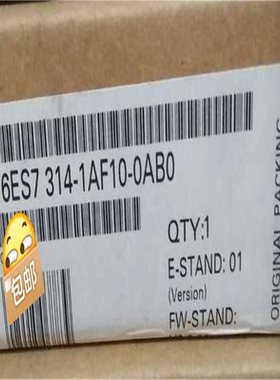 6ES7 314-1AF10-0AB0
QTY:1
E-STAND: 01
(Version)
FW-STAND:
ORIGINAL PACKING
包邮